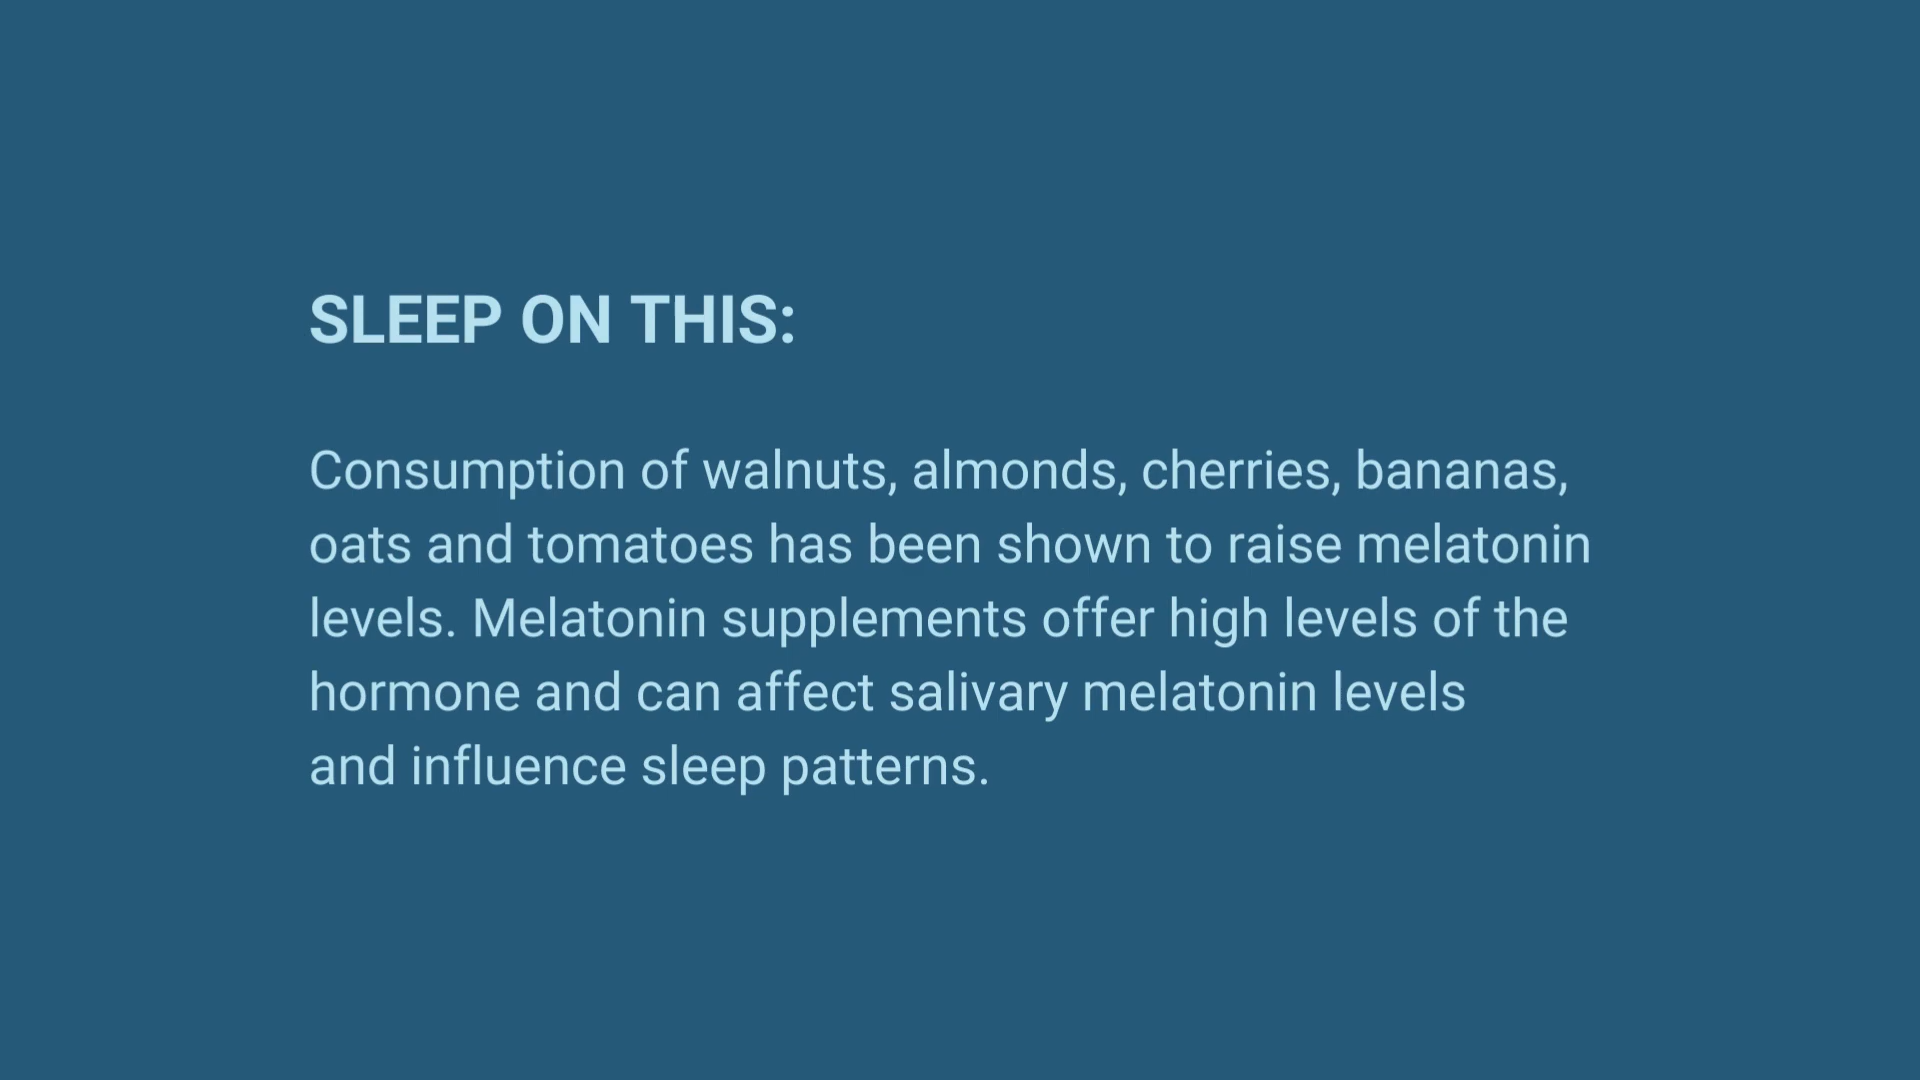 SLEEP ON THIS:
Consumption of walnuts, almonds, cherries, bananas,
oats and tomatoes has been shown to raise melatonin
levels. Melatonin supplements offer high levels of the
hormone and can affect salivary melatonin levels
and influence sleep patterns.